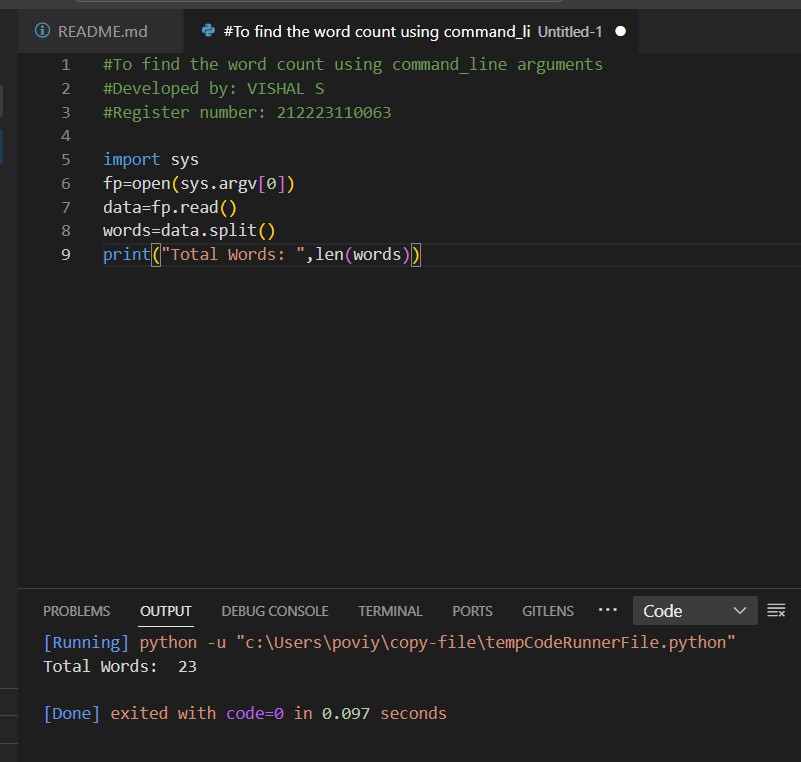 README.md
#To find the word count using command_li Untitled-1
1 #To find the word count using command_line arguments
2 #Developed by: VISHAL S
3 #Register number: 212223110063
4
5 import sys
6 fp=open(sys.argv[0])
7 data=fp.read()
8 words=data.split()
9 print("Total Words: ",len(words))
PROBLEMS OUTPUT DEBUG CONSOLE TERMINAL PORTS GITLENS ··· Code
[Running] python -u "c:\Users\poviy\copy-file\tempCodeRunnerFile.python"
Total Words:  23
[Done] exited with code=0 in 0.097 seconds